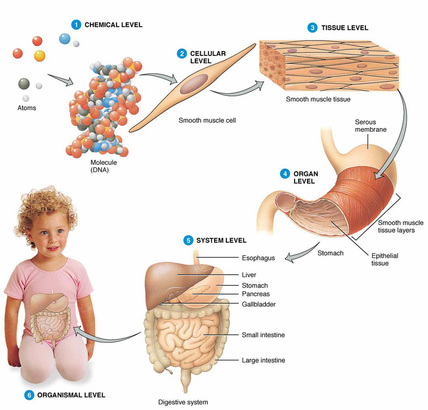 1 CHEMICAL LEVEL
Atoms
Molecule
(DNA)
2 CELLULAR
LEVEL
Smooth muscle cell
3 TISSUE LEVEL
Smooth muscle tissue
Serous
membrane
4 ORGAN
LEVEL
Smooth muscle
tissue layers
Stomach
Epithelial
tissue
5 SYSTEM LEVEL
Esophagus
Liver
Stomach
Pancreas
Gallbladder
Small intestine
Large intestine
Digestive system
6 ORGANISMAL LEVEL